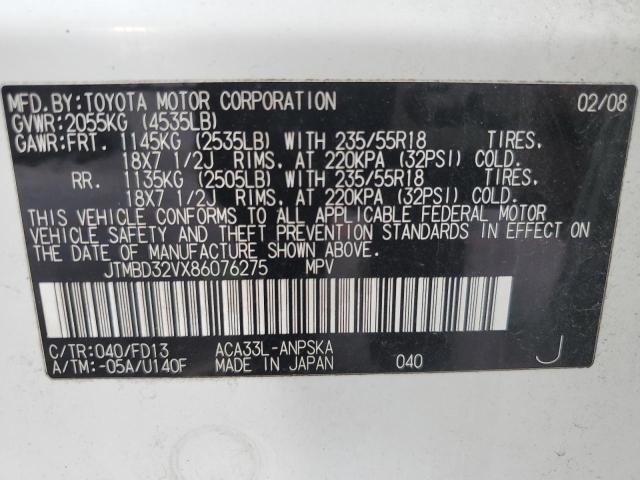 MFD.BY:TOYOTA MOTOR CORPORATION 02/08
GVWR:2055KG (4535LB)
GAWR:FRT. 1145KG (2535LB) WITH 235/55R18 TIRES.
18X7 1/2J RIMS. AT 220KPA (32PSI) COLD.
RR. 1135KG (2505LB) WITH 235/55R18 TIRES.
18X7 1/2J RIMS. AT 220KPA (32PSI) COLD.
THIS VEHICLE CONFORMS TO ALL APPLICABLE FEDERAL MOTOR
VEHICLE SAFETY AND THEFT PREVENTION STANDARDS IN EFFECT ON
THE DATE OF MANUFACTURE SHOWN ABOVE.
JTMBD32VX86076275 MPV
C/TR:040/FD13 ACA33L-ANPSKA
A/TM:-05A/U140F MADE IN JAPAN 040 J